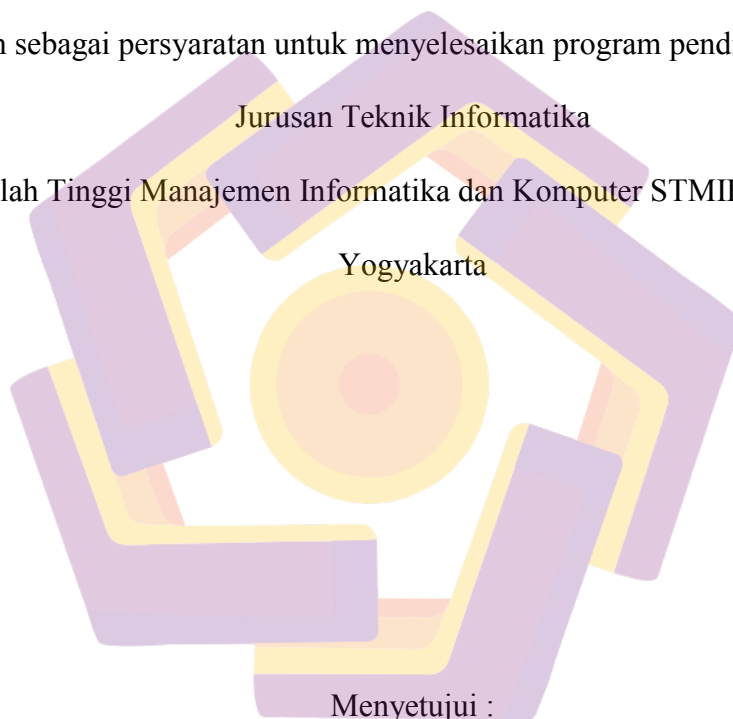 sebagai persyaratan untuk menyelesaikan program
Jurusan Teknik Informatika
Tinggi Manajemen Informatika dan Komputer
Yogyakarta
Menyetujui :